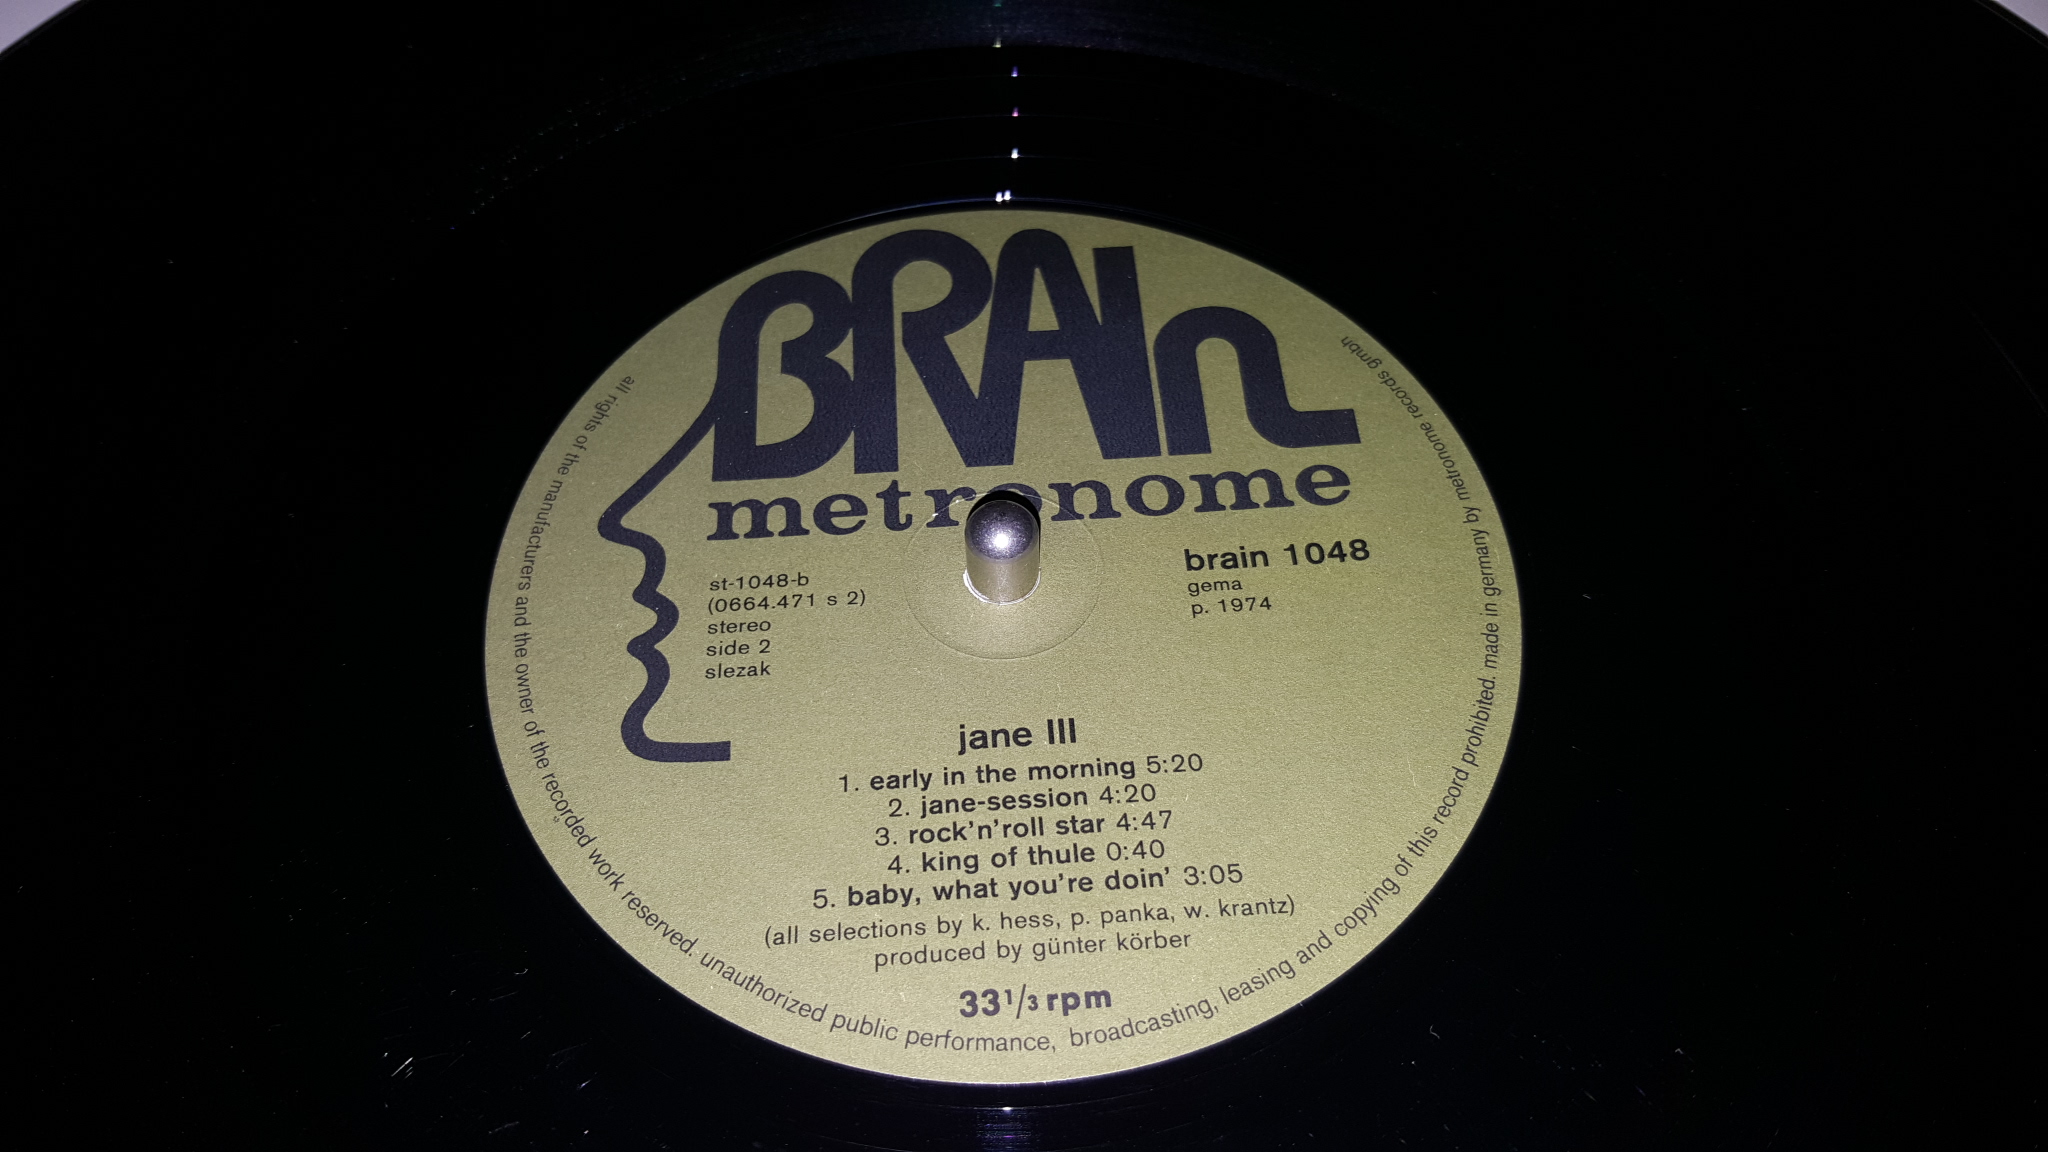 BRAIn
metronome
st-1048-b
(0664.471 s 2)
stereo
side 2
slezak
brain 1048
gema
p. 1974
jane III
1. early in the morning 5:20
2. jane-session 4:20
3. rock'n'roll star 4:47
4. king of thule 0:40
5. baby, what you're doin' 3:05
(all selections by k. hess, p. panka, w. krantz)
produced by günter körber
33 1/3 rpm
all rights of the manufacturers and the owner of the recorded work reserved. unauthorized public performance, broadcasting, leasing and copying of this record prohibited. made in germany by metronome records gmbh